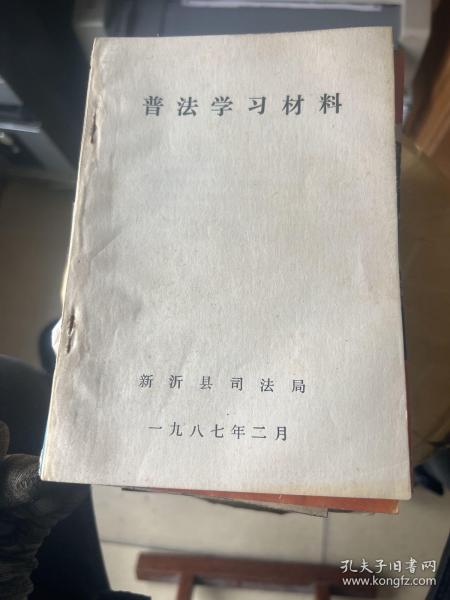 普法学习材料
新沂县司法局
一九八七年二月
孔夫子旧书网
www.kongfz.com